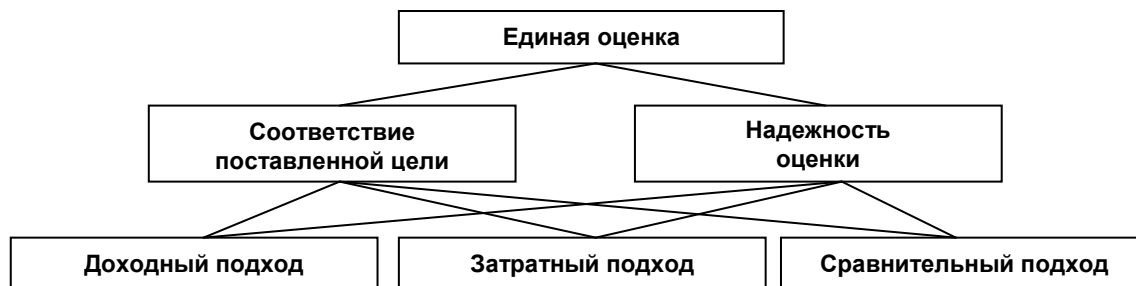 Единая оценка
Соответствие
поставленной цели
Надежность
оценки
Доходный подход
Затратный подход
Сравнительный подход